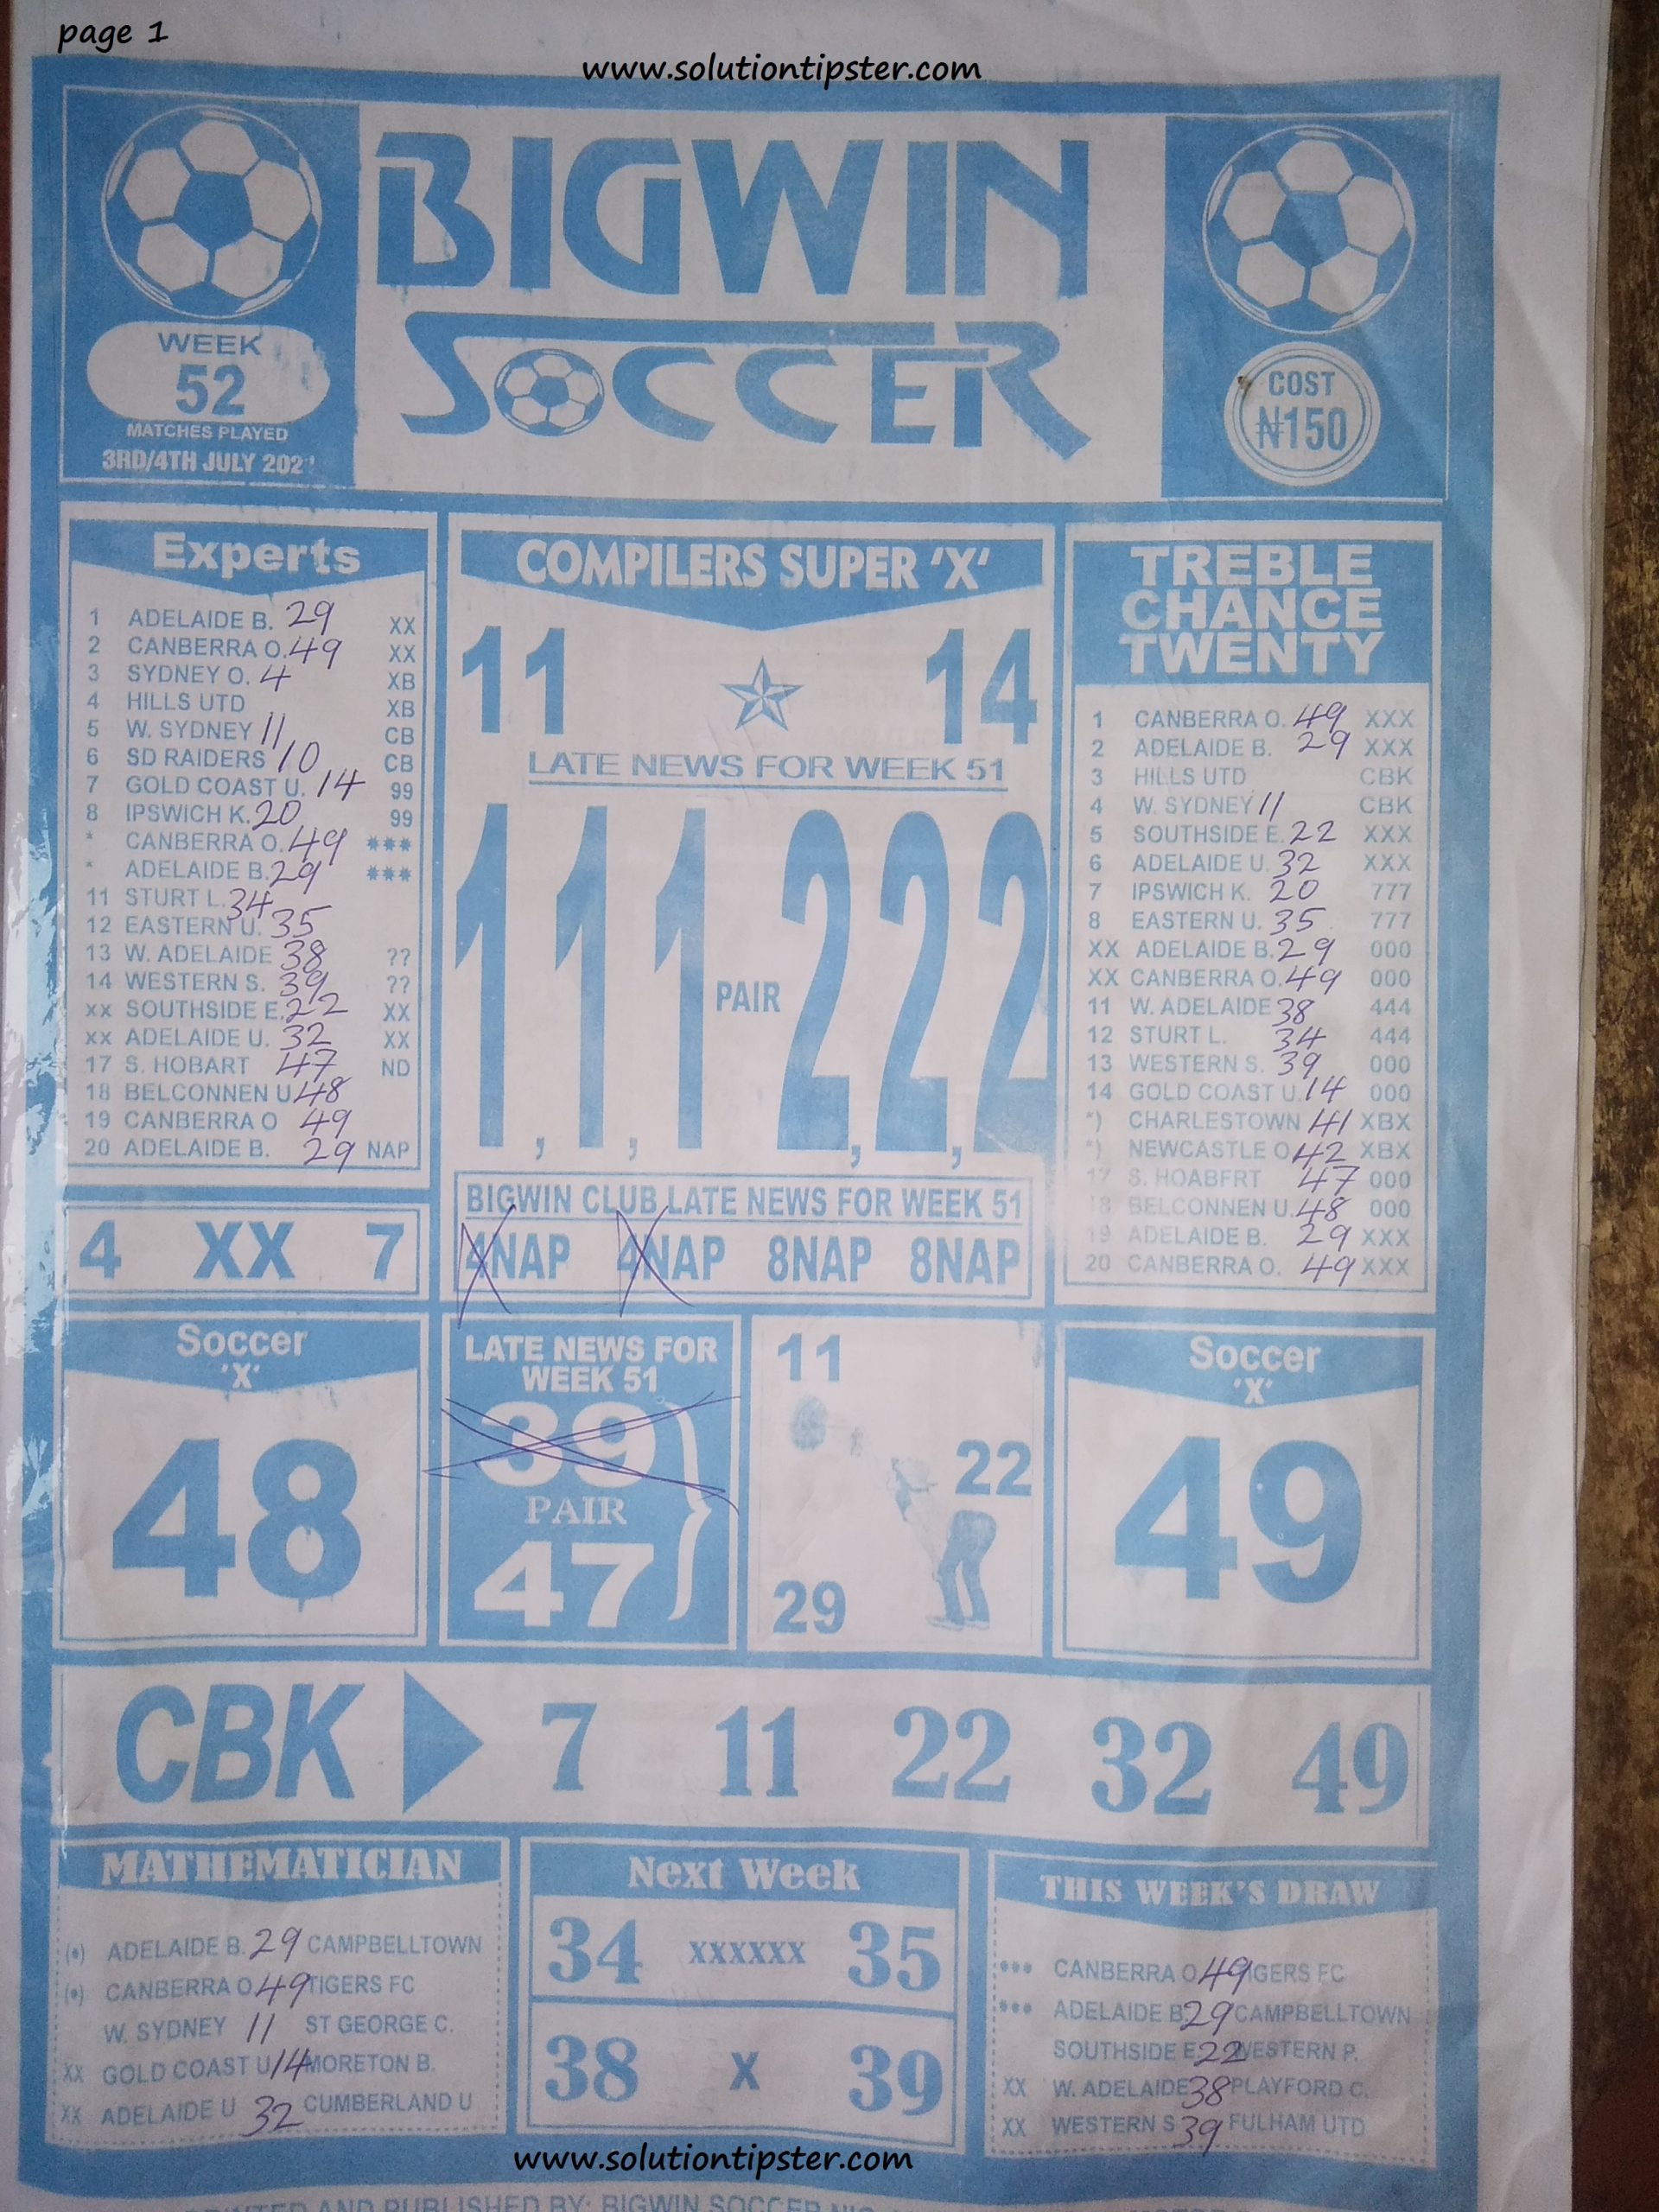 page 1
www.solutiontipster.com
BIGWIN
SOCCER
WEEK
52
MATCHES PLAYED
3RD/4TH JULY 2021
COST
₦150
Experts
1 ADELAIDE B. 29 XX
2 CANBERRA O. 49 XX
3 SYDNEY O. 4 XB
4 HILLS UTD XB
5 W. SYDNEY 11 CB
6 SD RAIDERS 10 CB
7 GOLD COAST U. 14 99
8 IPSWICH K. 20 99
* CANBERRA O. 49 ***
* ADELAIDE B. 29 ***
11 STURT L. 34
12 EASTERN U. 35
13 W. ADELAIDE 38 ??
14 WESTERN S. 39 ??
xx SOUTHSIDE E. 22 XX
xx ADELAIDE U. 32 XX
17 S. HOBART 47 ND
18 BELCONNEN U 48
19 CANBERRA O 49
20 ADELAIDE B. 29 NAP
4 XX 7
COMPILERS SUPER 'X'
11 14
LATE NEWS FOR WEEK 51
1,1,1 PAIR 2,2,2
BIGWIN CLUB LATE NEWS FOR WEEK 51
4NAP 4NAP 8NAP 8NAP
TREBLE
CHANCE
TWENTY
1 CANBERRA O. 49 XXX
2 ADELAIDE B. 29 XXX
3 HILLS UTD CBK
4 W. SYDNEY 11 CBK
5 SOUTHSIDE E. 22 XXX
6 ADELAIDE U. 32 XXX
7 IPSWICH K. 20 777
8 EASTERN U. 35 777
XX ADELAIDE B. 29 000
XX CANBERRA O. 49 000
11 W. ADELAIDE 38 444
12 STURT L. 34 444
13 WESTERN S. 39 000
14 GOLD COAST U. 14 000
*) CHARLESTOWN 41 XBX
*) NEWCASTLE O 42 XBX
17 S. HOABFRT 47 000
18 BELCONNEN U. 48 000
19 ADELAIDE B. 29 XXX
20 CANBERRA O. 49 XXX
Soccer
'X'
48
LATE NEWS FOR
WEEK 51
39
PAIR
47
11
22
29
Soccer
'X'
49
CBK 7 11 22 32 49
MATHEMATICIAN
(•) ADELAIDE B. 29 CAMPBELLTOWN
(•) CANBERRA O 49 TIGERS FC
W. SYDNEY 11 ST GEORGE C.
XX GOLD COAST U 14 MORETON B.
XX ADELAIDE U 32 CUMBERLAND U
Next Week
34 XXXXXX 35
38 X 39
THIS WEEK'S DRAW
*** CANBERRA O 49 IGERS FC
*** ADELAIDE B 29 CAMPBELLTOWN
SOUTHSIDE E 22 WESTERN P.
XX W. ADELAIDE 38 PLAYFORD C.
XX WESTERN S 39 FULHAM UTD
www.solutiontipster.com
PRINTED AND PUBLISHED BY: BIGWIN SOCCER